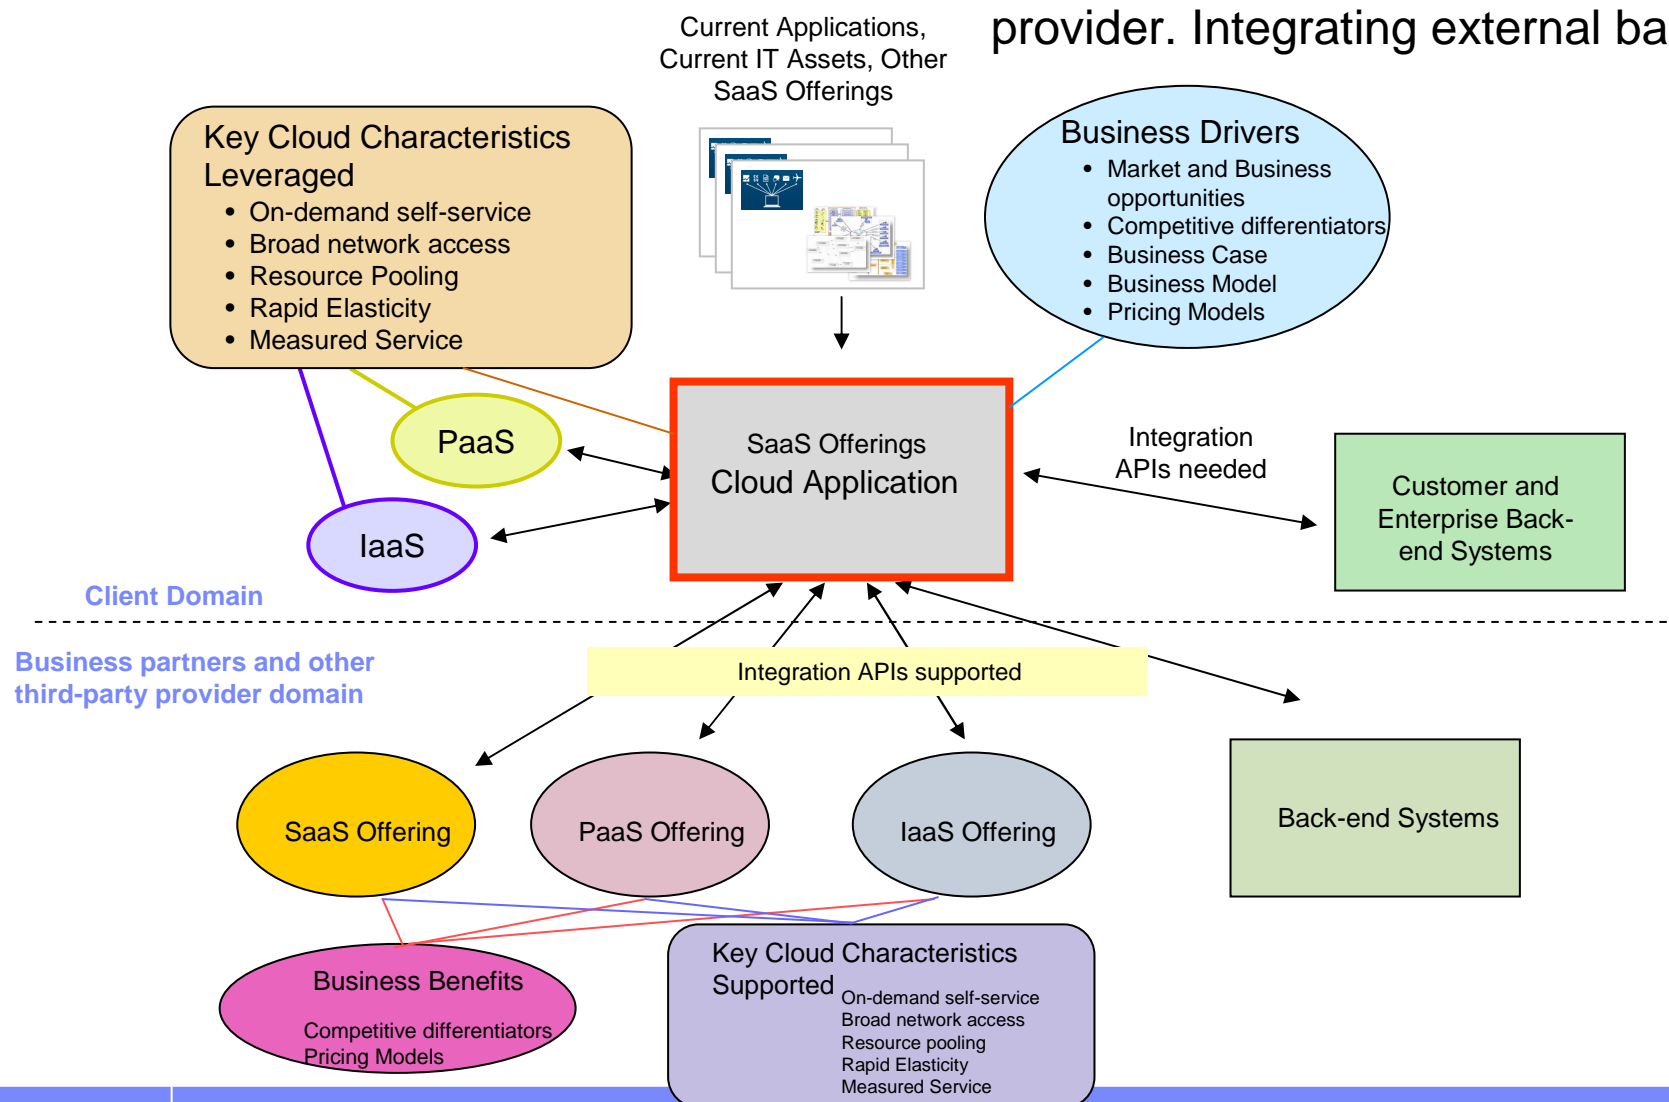 provider. Integrating external ba
Current Applications,
Current IT Assets, Other
SaaS Offerings
Key Cloud Characteristics
Leveraged
• On-demand self-service
• Broad network access
• Resource Pooling
• Rapid Elasticity
• Measured Service
Business Drivers
• Market and Business
opportunities
• Competitive differentiators
• Business Case
• Business Model
• Pricing Models
PaaS
IaaS
SaaS Offerings
Cloud Application
Integration
APIs needed
Customer and
Enterprise Back-
end Systems
Client Domain
Business partners and other
third-party provider domain
Integration APIs supported
SaaS Offering
PaaS Offering
IaaS Offering
Back-end Systems
Business Benefits
Competitive differentiators
Pricing Models
Key Cloud Characteristics
Supported
On-demand self-service
Broad network access
Resource pooling
Rapid Elasticity
Measured Service